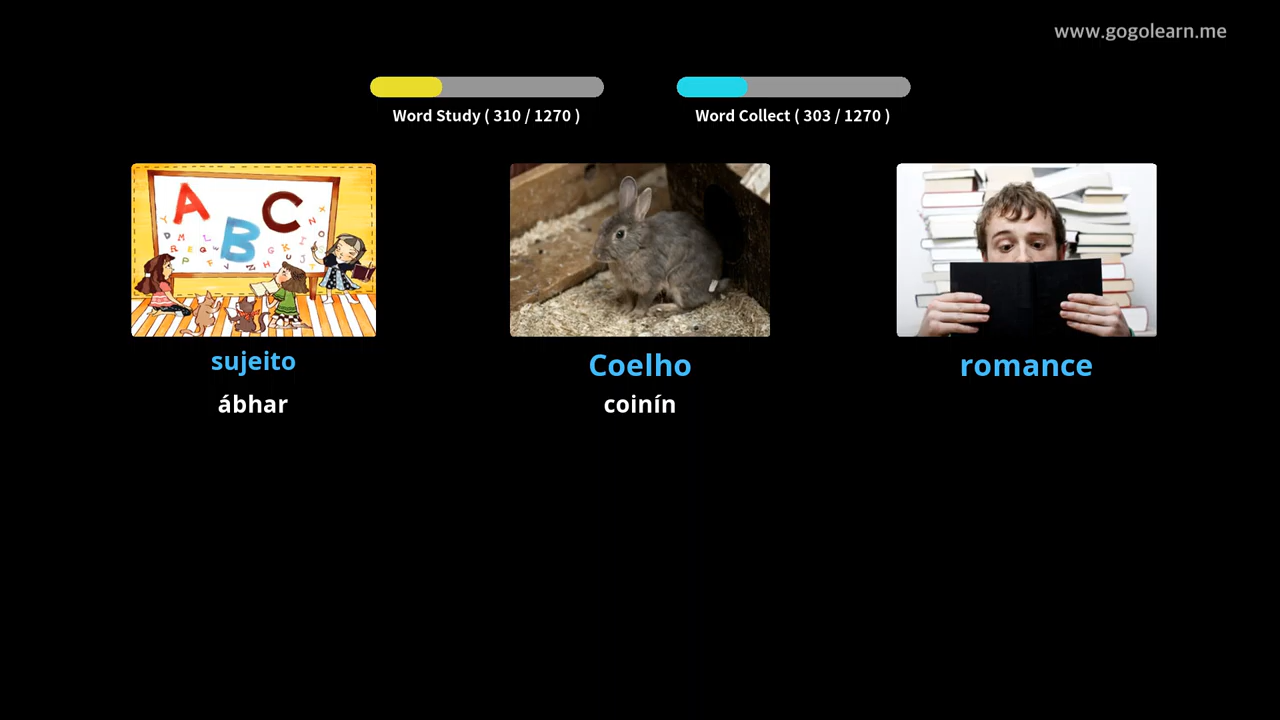 www.gogolearn.me
Word Study ( 310 / 1270 )
Word Collect ( 303 / 1270 )
A B C
sujeito
Coelho
romance
ábhar
coinín